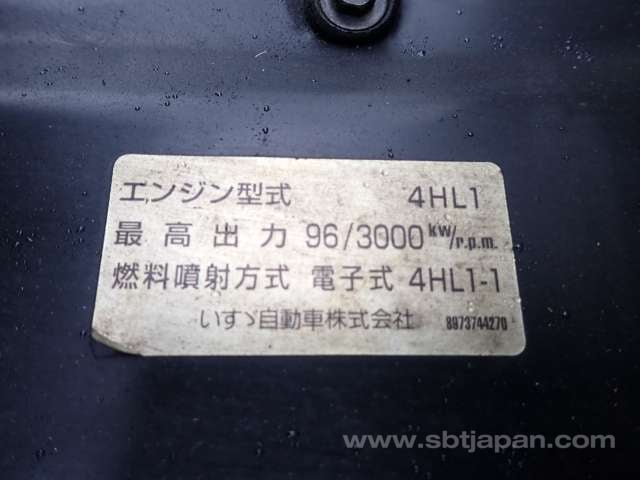 エンジン型式 4HL1
最高出力 96/3000 kW/r.p.m.
燃料噴射方式 電子式 4HL1-1
いすゞ自動車株式会社 8973744270
www.sbtjapan.com